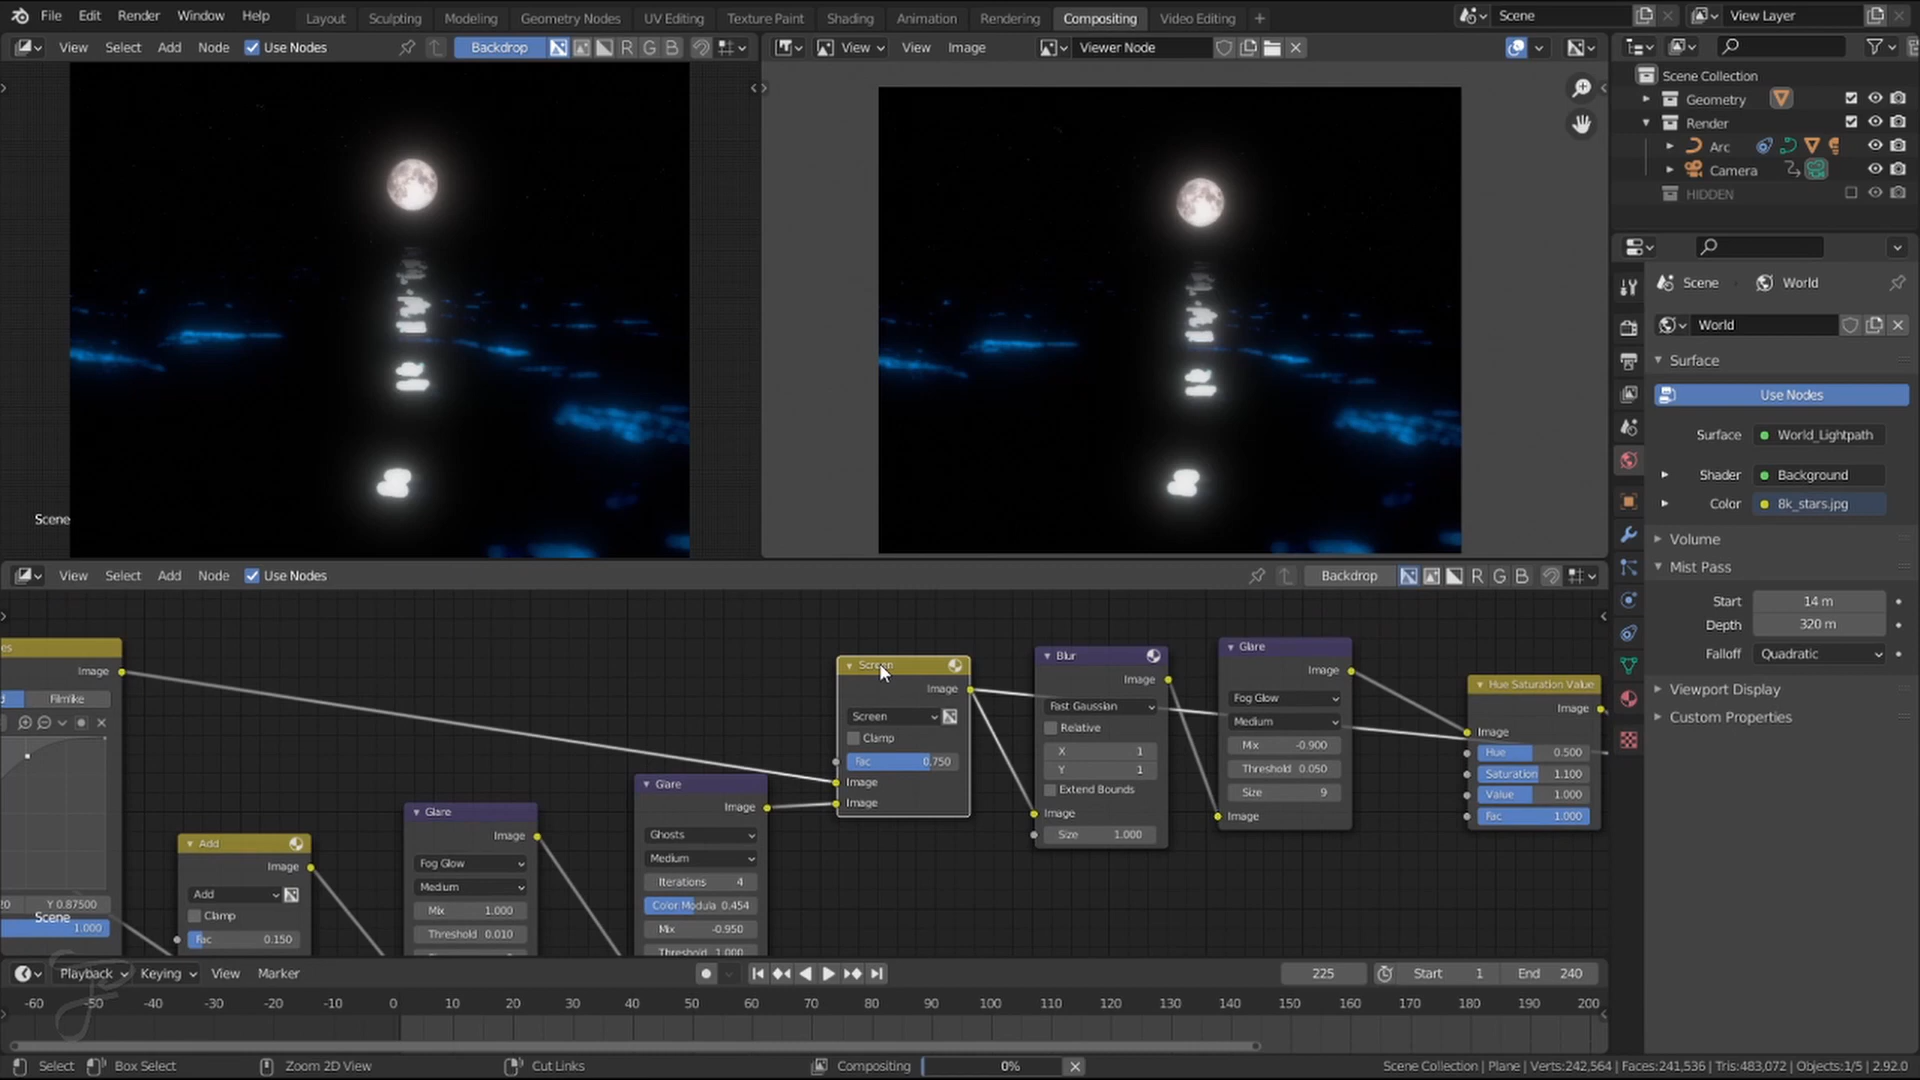 File Edit Render Window Help Layout Sculpting Modeling Geometry Nodes UV Editing Texture Paint Shading Animation Rendering Compositing Video Editing + Scene View Layer
View Select Add Node Use Nodes Backdrop R G B View View Image Viewer Node
Scene Collection
Geometry
Render
Arc
Camera
HIDDEN
Scene World
World
Surface
Use Nodes
Surface World_Lightpath
Shader Background
Color 8k_stars.jpg
Volume
Mist Pass
Start 14 m
Depth 320 m
Falloff Quadratic
Viewport Display
Custom Properties
Scene
View Select Add Node Use Nodes Backdrop R G B
es
Image
Filmike
Y 0.87500
Scene
1.000
Add
Image
Add
Clamp
Fac 0.150
Glare
Image
Fog Glow
Medium
Mix 1.000
Threshold 0.010
Glare
Image
Ghosts
Medium
Iterations 4
Color Modula 0.454
Mix -0.950
Threshold 1.000
Screen
Image
Screen
Clamp
Fac 0.750
Image
Image
Blur
Image
Fast Gaussian
Relative
X 1
Y 1
Extend Bounds
Image
Size 1.000
Glare
Image
Fog Glow
Medium
Mix -0.900
Threshold 0.050
Size 9
Image
Hue Saturation Value
Image
Image
Hue 0.500
Saturation 1.100
Value 1.000
Fac 1.000
Playback Keying View Marker 225 Start 1 End 240
-60 -50 -40 -30 -20 -10 0 10 20 30 40 50 60 70 80 90 100 110 120 130 140 150 160 170 180 190 200
Select Box Select Zoom 2D View Cut Links Compositing 0% Scene Collection | Plane | Verts:242,564 | Faces:241,536 | Tris:483,072 | Objects:1/5 | 2.92.0